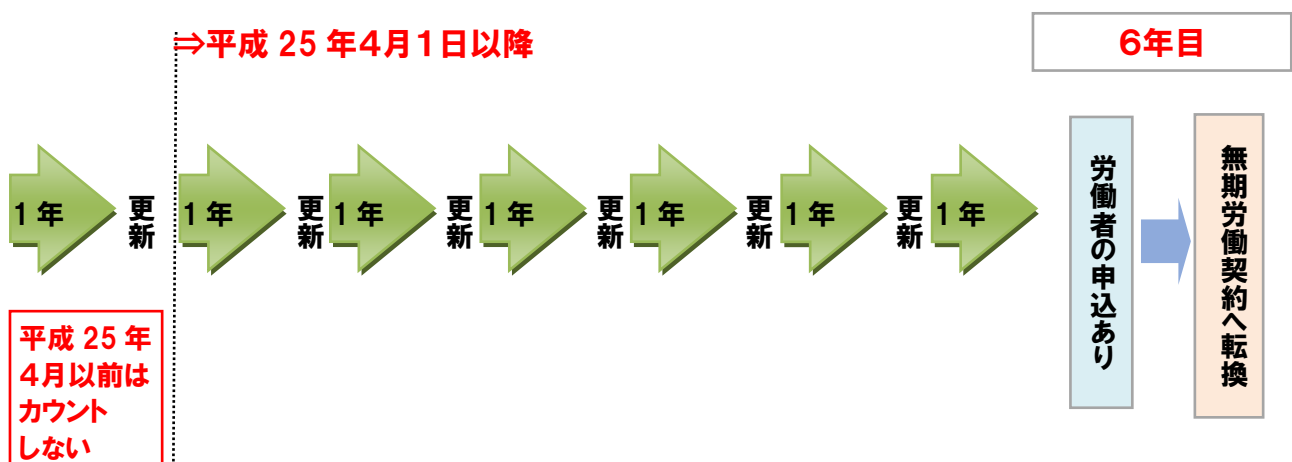 ⇒平成 25 年4月1日以降
6年目
1 年
更新
1 年
更新
1 年
更新
1 年
更新
1 年
更新
1 年
更新
1 年
労働者の申込あり
無期労働契約へ転換
平成 25 年
4月以前は
カウント
しない